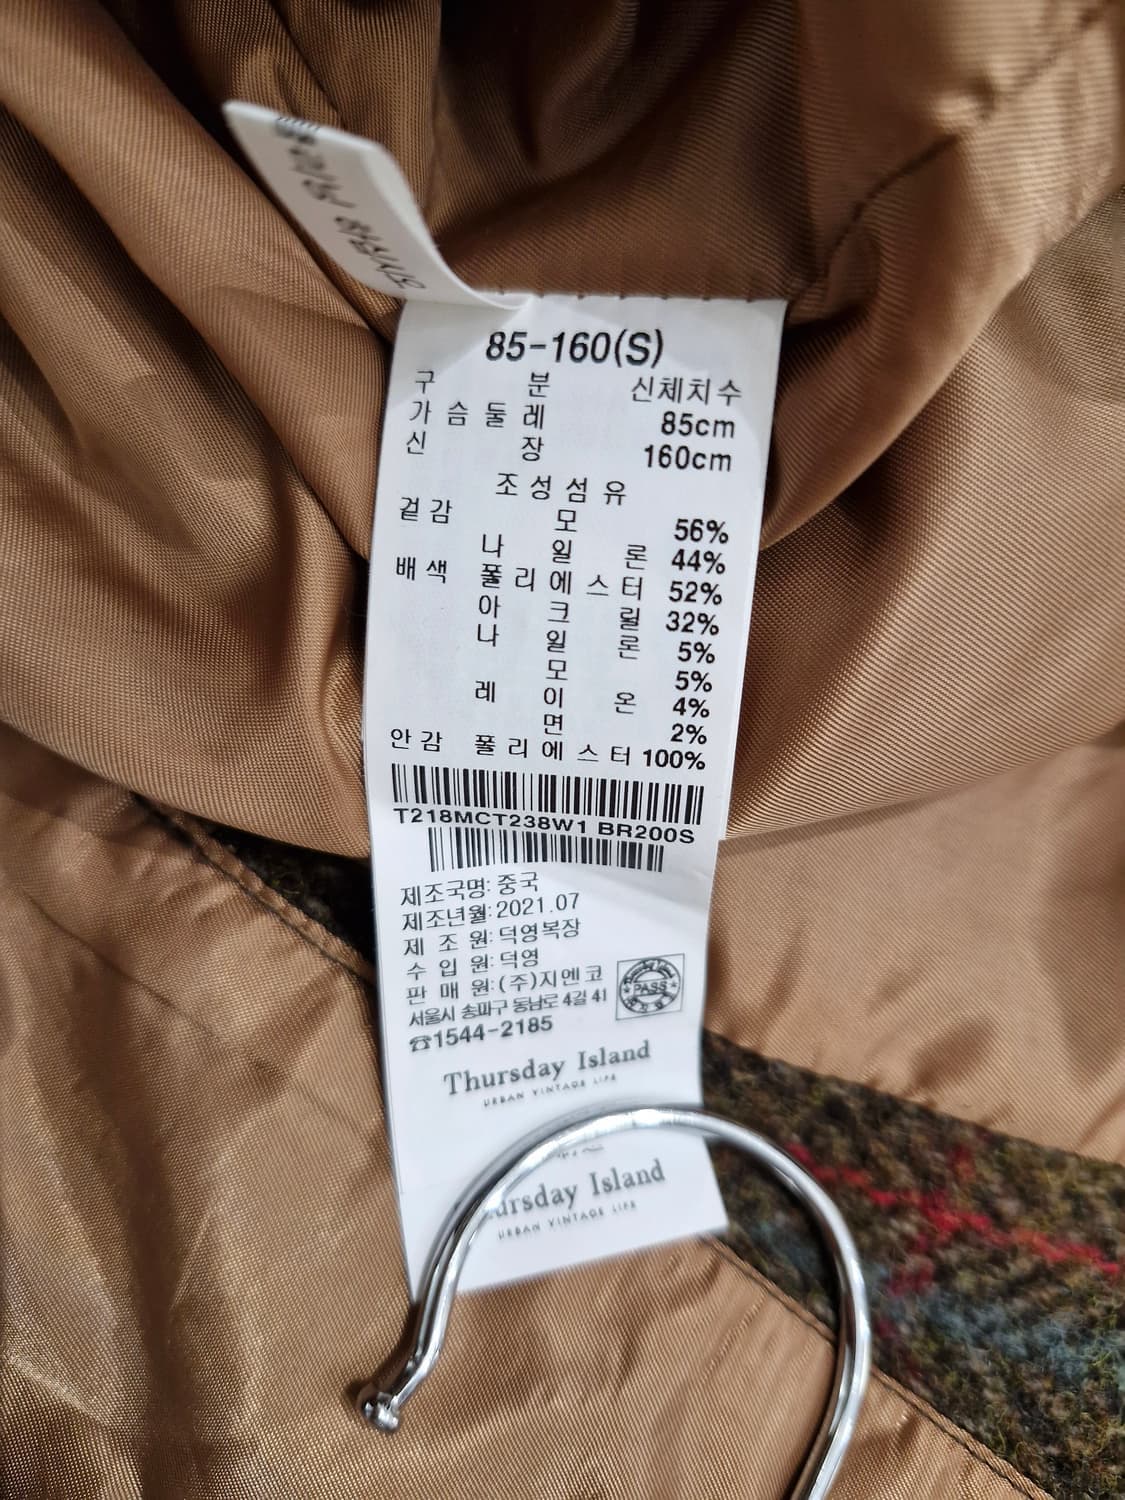 85-160(S)
구 분 신체치수
가슴둘레 85cm
신 장 160cm
조성섬유
겉감 모 56%
나 일 론 44%
배색 폴리에스터 52%
아 크 릴 32%
나 일 론 5%
모 5%
레 이 온 4%
면 2%
안감 폴리에스터 100%
T218MCT238W1 BR200S
제조국명: 중국
제조년월: 2021.07
제 조 원: 덕영복장
수 입 원: 덕영
판 매 원: (주)지엔코
서울시 송파구 동남로 4길 41
☎1544-2185
PASS
Thursday Island
URBAN VINTAGE LIFE
Island
URBAN VINTAGE LIFE